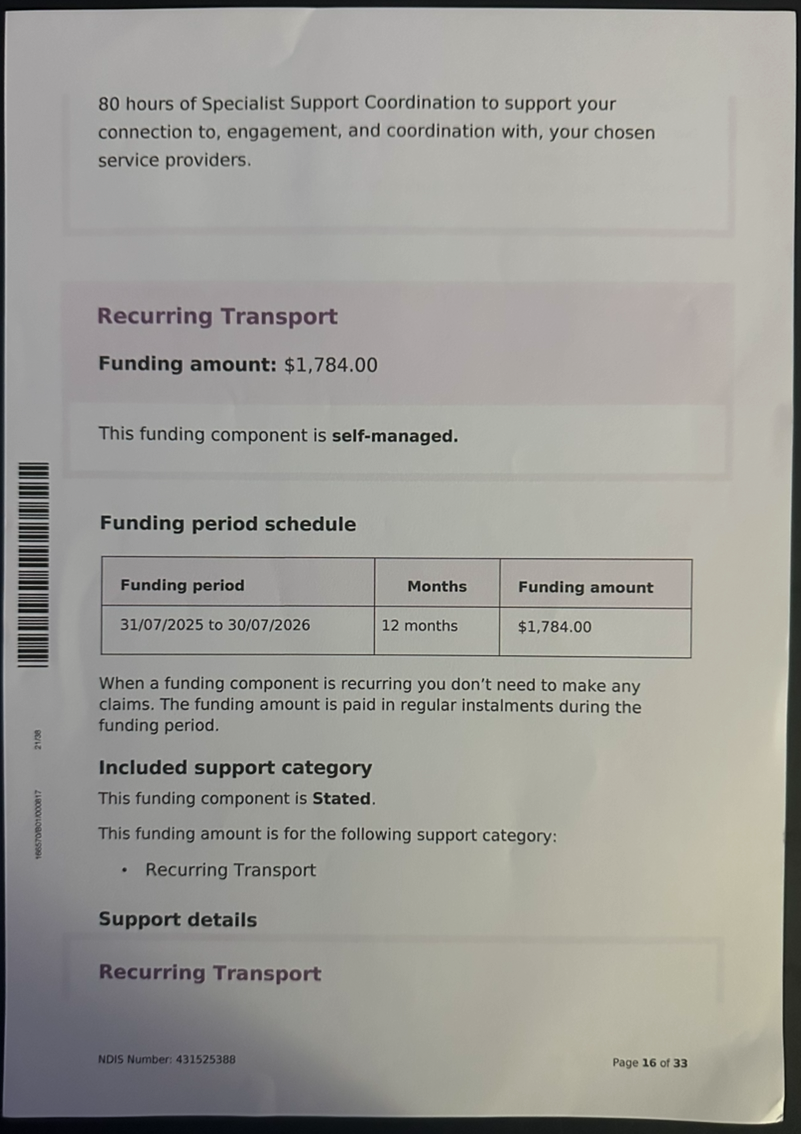 80 hours of Specialist Support Coordination to support your
connection to, engagement, and coordination with, your chosen
service providers.
Recurring Transport
Funding amount: $1,784.00
This funding component is self-managed.
Funding period schedule
Funding period Months Funding amount
31/07/2025 to 30/07/2026 12 months $1,784.00
When a funding component is recurring you don’t need to make any
claims. The funding amount is paid in regular instalments during the
funding period.
Included support category
This funding component is Stated.
This funding amount is for the following support category:
• Recurring Transport
Support details
Recurring Transport
NDIS Number: 431525388
Page 16 of 33
21/38